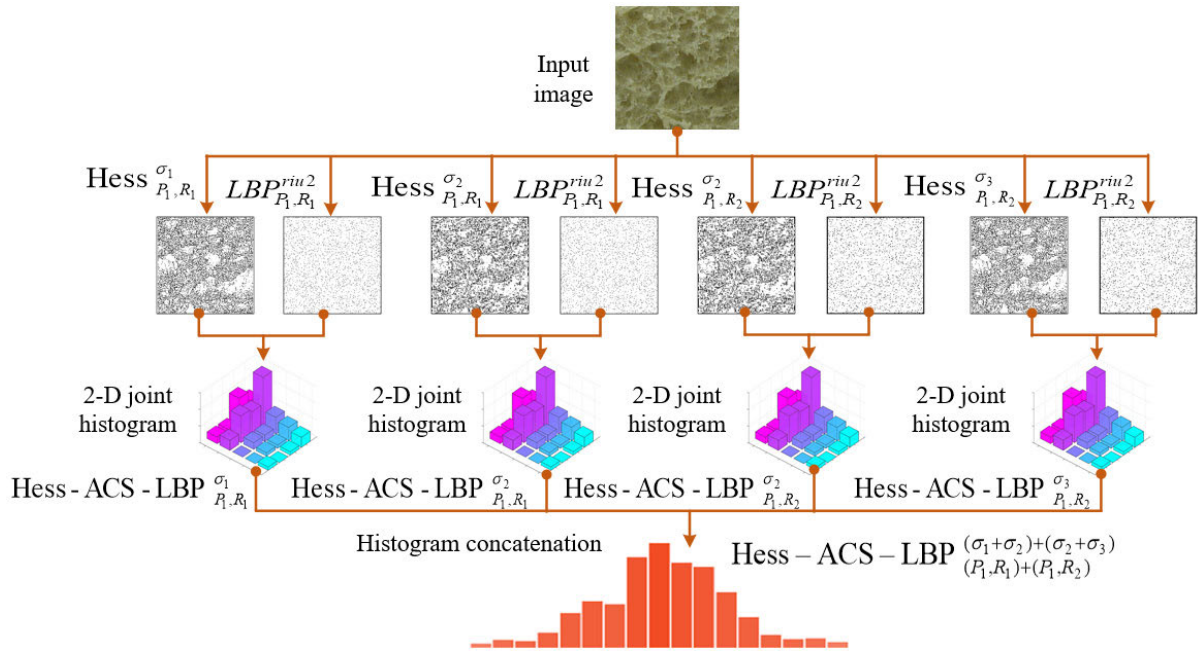 Input
image
Hess σ₁ P₁, R₁
LBP riu2 P₁,R₁
Hess σ₂ P₁, R₁
LBP riu2 P₁,R₁
Hess σ₂ P₁, R₂
LBP riu2 P₁,R₂
Hess σ₃ P₁, R₂
LBP riu2 P₁,R₂
2-D joint
histogram
2-D joint
histogram
2-D joint
histogram
2-D joint
histogram
Hess - ACS - LBP σ₁ P₁, R₁
Hess - ACS - LBP σ₂ P₁, R₁
Hess - ACS - LBP σ₂ P₁, R₂
Hess - ACS - LBP σ₃ P₁, R₂
Histogram concatenation
Hess – ACS – LBP (σ₁+σ₂)+(σ₂+σ₃) (P₁,R₁)+(P₁,R₂)